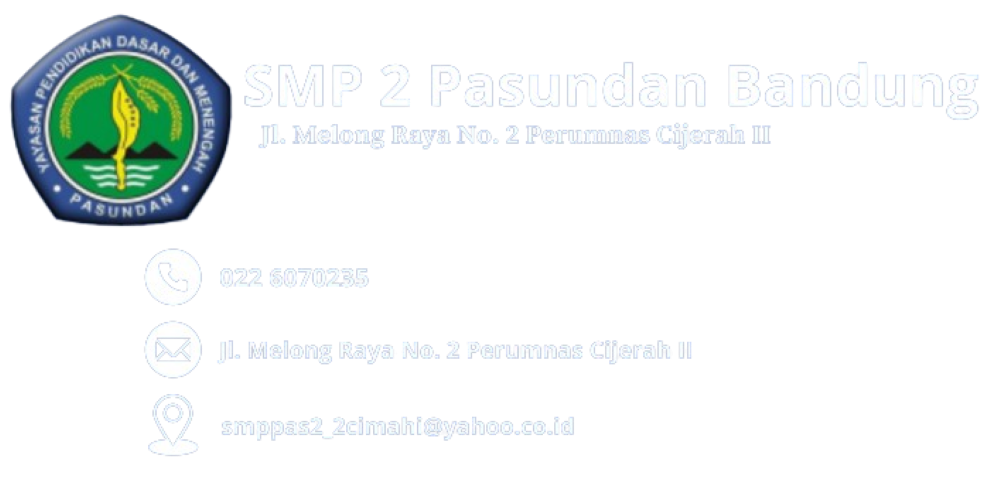 YAYASAN PENDIDIKAN DASAR DAN MENENGAH
PASUNDAN
SMP 2 Pasundan Bandung
Jl. Melong Raya No. 2 Perumnas Cijerah II
022 6070235
Jl. Melong Raya No. 2 Perumnas Cijerah II
smppas2_2cimahi@yahoo.co.id